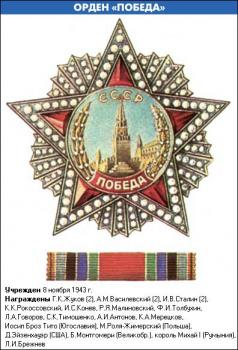 ОРДЕН «ПОБЕДА»
СССР
ПОБЕДА
Учрежден 8 ноября 1943 г.
Награждены Г.К.Жуков (2), А.М.Василевский (2), И.В.Сталин (2),
К.К.Рокоссовский, И.С.Конев, Р.Я.Малиновский, Ф.И.Толбухин,
Л.А.Говоров, С.К.Тимошенко, А.И.Антонов, К.А.Мерецков,
Иосип Броз Тито (Югославия), М.Роля-Жимерский (Польша),
Д.Эйзенхауэр (США), Б.Монтгомери (Великобр.), король Михай I (Румыния),
Л.И.Брежнев